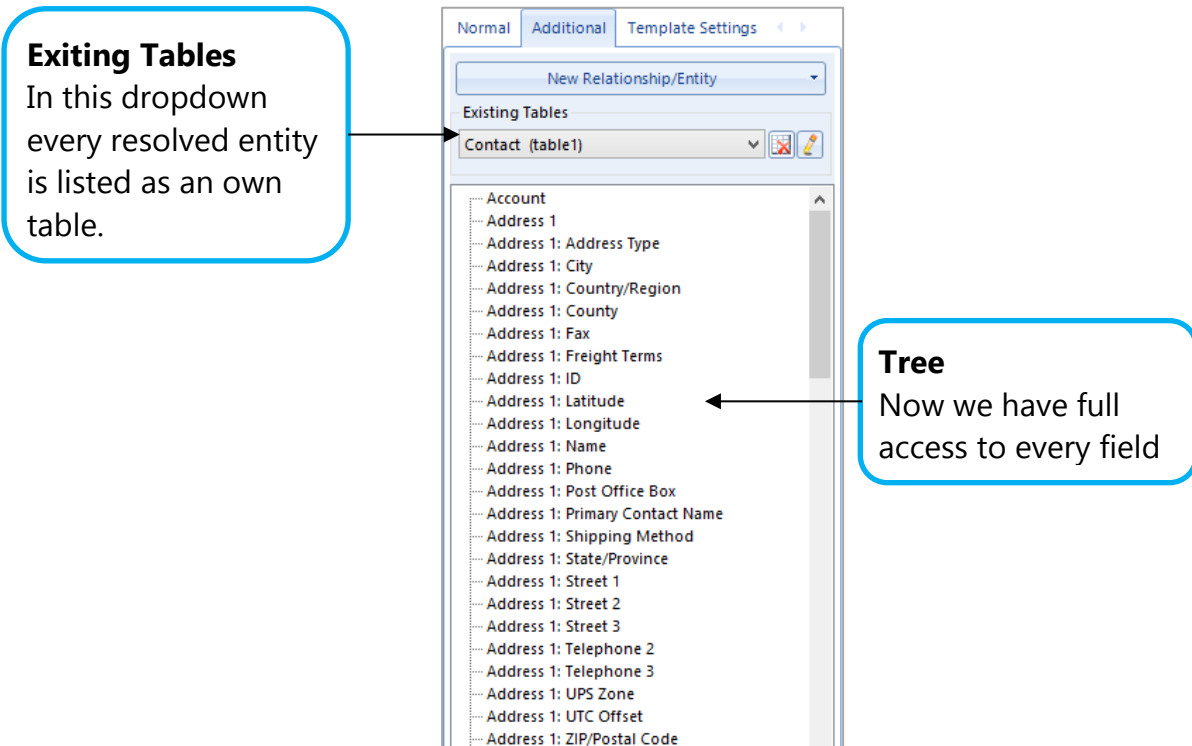 Exiting Tables
In this dropdown
every resolved entity
is listed as an own
table.
Normal Additional Template Settings
New Relationship/Entity
Existing Tables
Contact (table1)
Account
Address 1
Address 1: Address Type
Address 1: City
Address 1: Country/Region
Address 1: County
Address 1: Fax
Address 1: Freight Terms
Address 1: ID
Address 1: Latitude
Address 1: Longitude
Address 1: Name
Address 1: Phone
Address 1: Post Office Box
Address 1: Primary Contact Name
Address 1: Shipping Method
Address 1: State/Province
Address 1: Street 1
Address 1: Street 2
Address 1: Street 3
Address 1: Telephone 2
Address 1: Telephone 3
Address 1: UPS Zone
Address 1: UTC Offset
Address 1: ZIP/Postal Code
Tree
Now we have full
access to every field